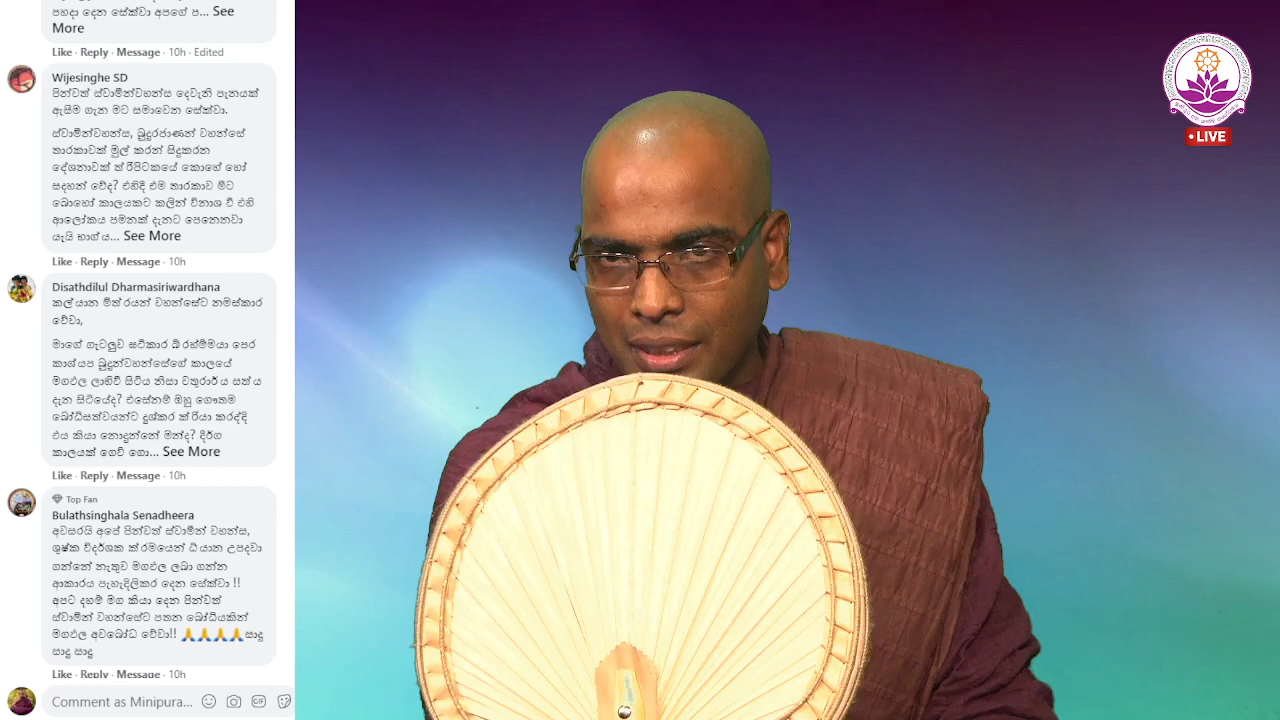 පහදා දෙන සේක්වා අපගේ ප... See
More
Like · Reply · Message · 10h · Edited
Wijesinghe SD
පින්වත් ස්වාමීන්වහන්ස දෙවැනි පැනයක්
ඇසීම ගැන මට සමාවෙන සේක්වා.
ස්වාමීන්වහන්ස, බුදුරජාණන් වහන්සේ
තාරකාවක් මුල් කරන් සිදුකරන
දේශනාවක් ත්‍රිපිටකයේ කොහේ හෝ
සඳහන් වේද? එහිදී එම තාරකාව මීට
බොහෝ කාලයකට කලින් විනාශ වී එහි
ආලෝකය පමනක් දැනට පෙනෙනවා
යැයි භාග්‍ය... See More
Like · Reply · Message · 10h
Disathdilul Dharmasiriwardhana
කල්‍යාන මිත්‍රයන් වහන්සේට නමස්කාර
වේවා,
මාගේ ගැටලුව ඝටිකාර බ්‍රහ්මයා පෙර
කාශ්‍යප බුදුන්වහන්සේගේ කාලයේ
මගඵල ලාභිවී සිටිය නිසා චතුරාර්ය සත්‍ය
දැන සිටියේද? එසේනම් ඔහු ගෞතම
බෝධිසත්වයන්ට දුශ්කර ක්‍රියා කරද්දි
එය කියා නොදුන්නේ මන්ද? දිර්ග
කාලයක් ගෙවි ගො... See More
Like · Reply · Message · 10h
Top Fan
Bulathsinghala Senadheera
අවසරයි අපේ පින්වත් ස්වාමීන් වහන්ස,
ශුෂ්ක විදර්ශක ක්‍රමයෙන් ධ්‍යාන උපදවා
ගන්නේ නැතුව මගඵල ලබා ගන්න
ආකාරය පැහැදිලිකර දෙන සේක්වා !!
අපට දහම් මග කියා දෙන පින්වත්
ස්වාමීන් වහන්සේට පතන බෝධියකින්
මගඵල අවබෝධ වේවා!! 🙏🙏🙏🙏සාදු
සාදු සාදු
Like · Reply · Message · 10h
Comment as Minipura...
GIF
LIVE